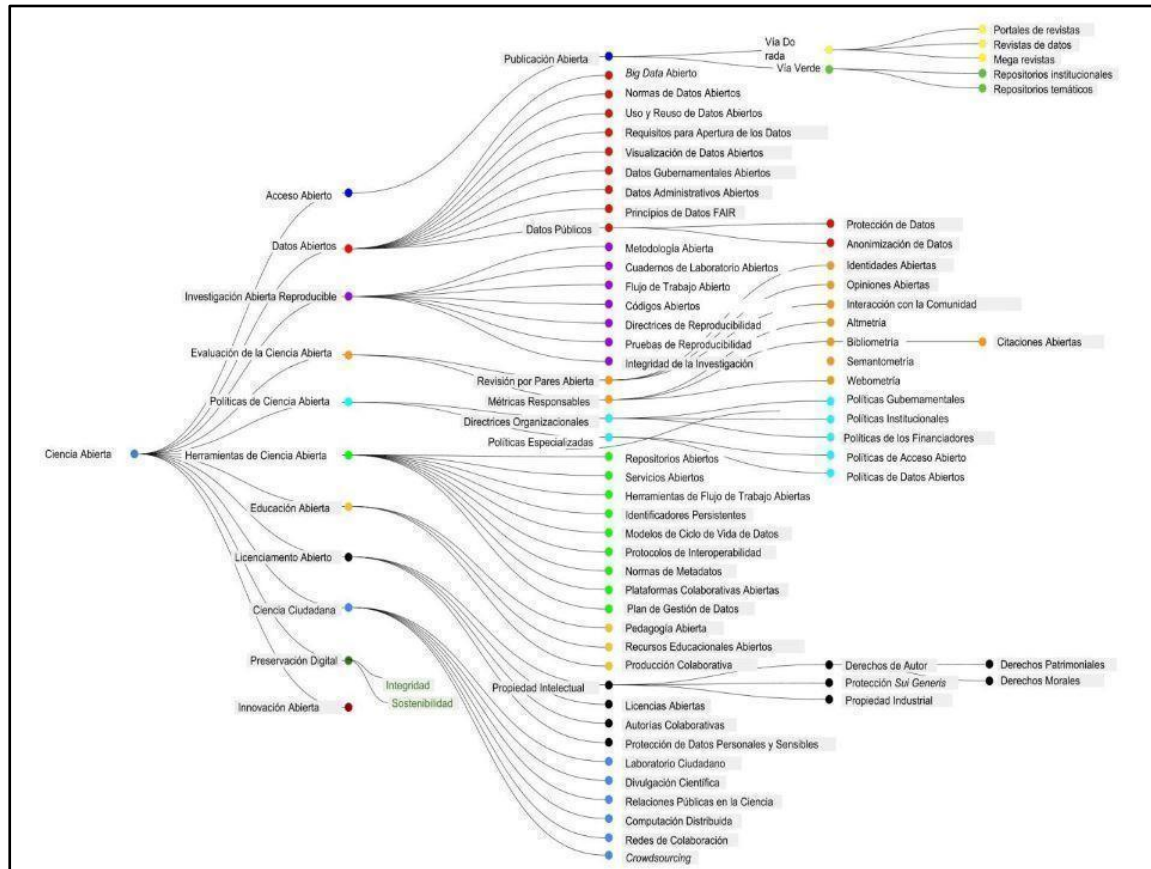 Portales de revistas
Vía Do
rada
Revistas de datos
Publicación Abierta
Mega revistas
Vía Verde
Big Data Abierto
Repositorios institucionales
Repositorios temáticos
Normas de Datos Abiertos
Uso y Reuso de Datos Abiertos
Requisitos para Apertura de los Datos
Visualización de Datos Abiertos
Datos Gubernamentales Abiertos
Acceso Abierto
Datos Administrativos Abiertos
Princípios de Datos FAIR
Datos Públicos
Protección de Datos
Datos Abiertos
Metodología Abierta
Anonimización de Datos
Cuadernos de Laboratorio Abiertos
Identidades Abiertas
Flujo de Trabajo Abierto
Opiniones Abiertas
Investigación Abierta Reproducible
Códigos Abiertos
Interacción con la Comunidad
Directrices de Reproducibilidad
Altmetría
Pruebas de Reproducibilidad
Bibliometría
Citaciones Abiertas
Evaluación de la Ciencia Abierta
Integridad de la Investigación
Semantometría
Revisión por Pares Abierta
Webometría
Métricas Responsables
Políticas de Ciencia Abierta
Políticas Gubernamentales
Directrices Organizacionales
Políticas Institucionales
Políticas Especializadas
Políticas de los Financiadores
Ciencia Abierta
Herramientas de Ciencia Abierta
Repositorios Abiertos
Políticas de Acceso Abierto
Servicios Abiertos
Políticas de Datos Abiertos
Herramientas de Flujo de Trabajo Abiertas
Educación Abierta
Identificadores Persistentes
Modelos de Ciclo de Vida de Datos
Licenciamento Abierto
Protocolos de Interoperabilidad
Normas de Metadatos
Plataformas Colaborativas Abiertas
Ciencia Ciudadana
Plan de Gestión de Datos
Pedagogía Abierta
Recursos Educacionales Abiertos
Preservación Digital
Producción Colaborativa
Derechos de Autor
Derechos Patrimoniales
Integridad
Propiedad Intelectual
Protección Sui Generis
Derechos Morales
Sostenibilidad
Innovación Abierta
Licencias Abiertas
Propiedad Industrial
Autorías Colaborativas
Protección de Datos Personales y Sensibles
Laboratorio Ciudadano
Divulgación Científica
Relaciones Públicas en la Ciencia
Computación Distribuida
Redes de Colaboración
Crowdsourcing